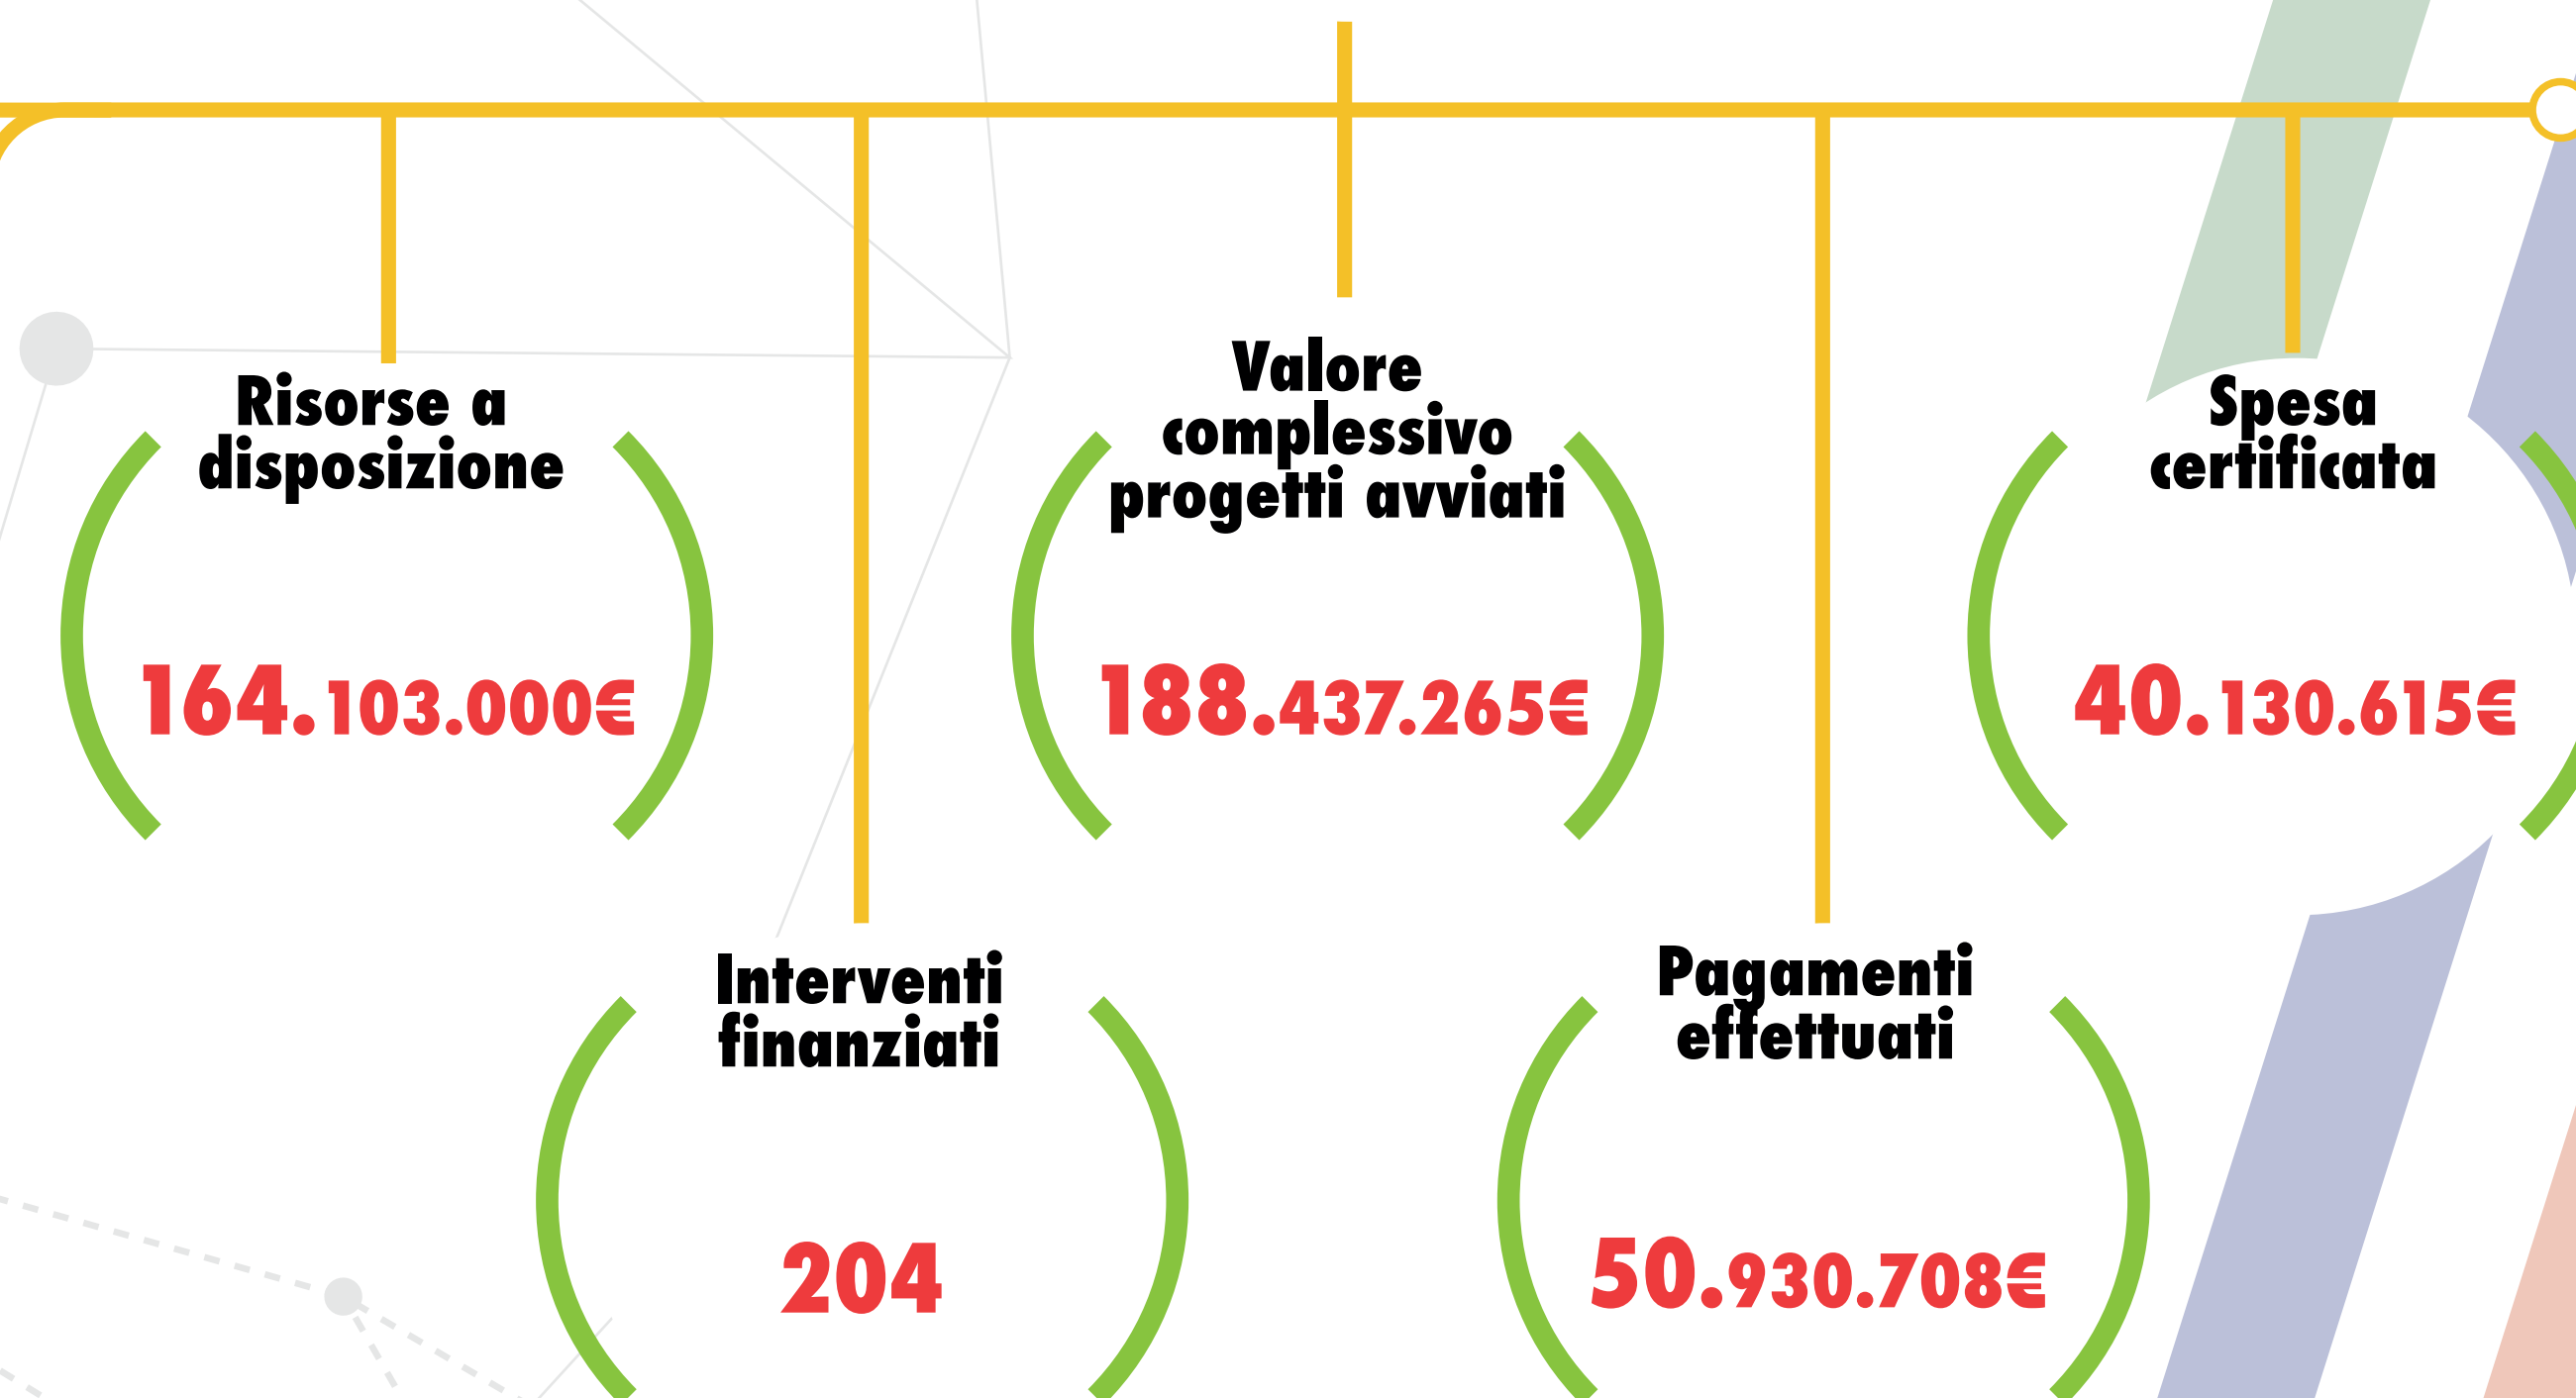 Risorse a
disposizione
164.103.000€
Interventi
finanziati
204
Valore
complessivo
progetti avviati
188.437.265€
Pagamenti
effettuati
50.930.708€
Spesa
certificata
40.130.615€